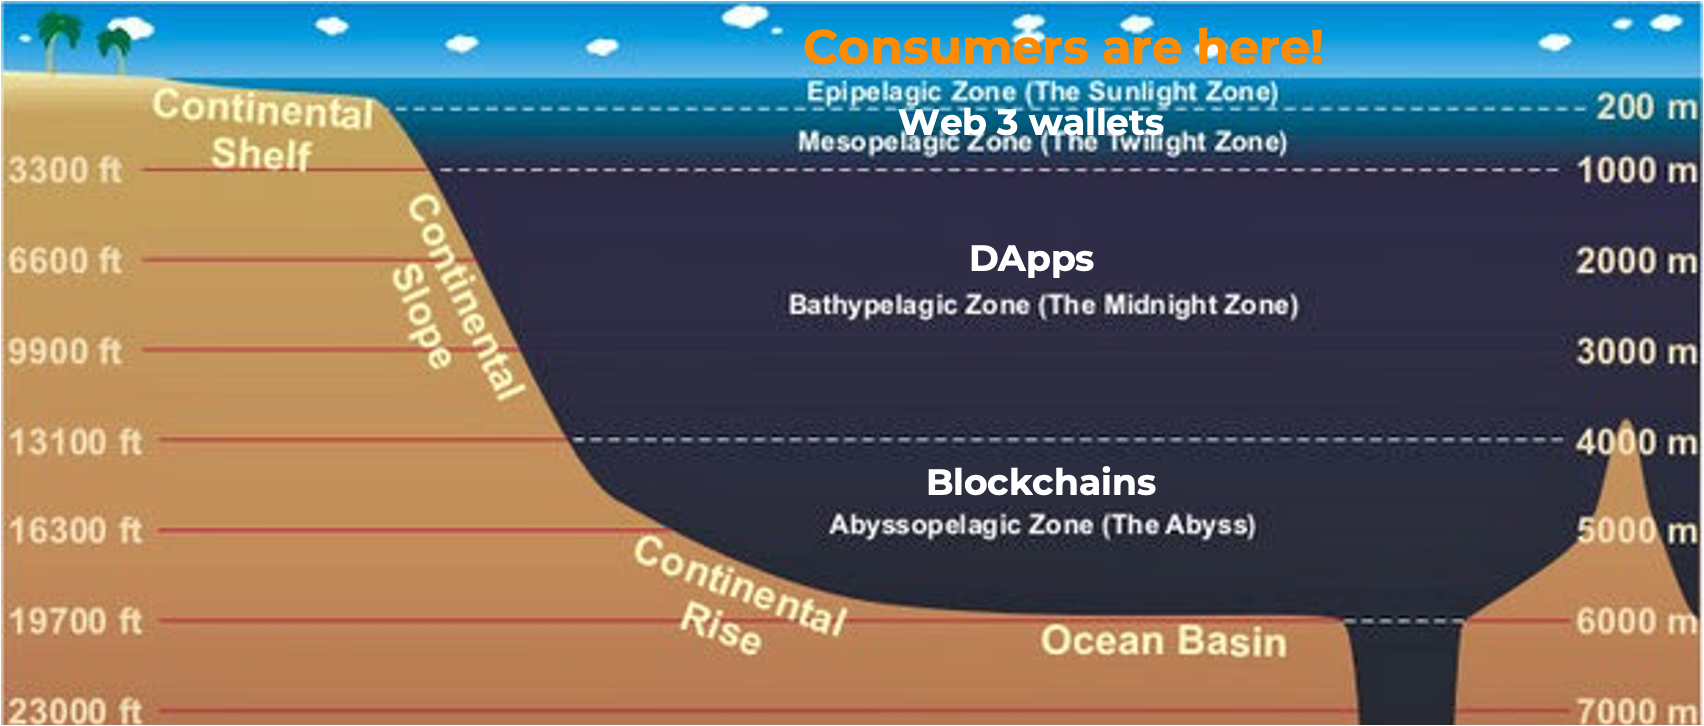 Consumers are here!
Epipelagic Zone (The Sunlight Zone)
Continental
Shelf
200 m
Web 3 wallets
Mesopelagic Zone (The Twilight Zone)
3300 ft
1000 m
Continental
Slope
6600 ft
DApps
2000 m
Bathypelagic Zone (The Midnight Zone)
9900 ft
3000 m
13100 ft
4000 m
Blockchains
Abyssopelagic Zone (The Abyss)
16300 ft
5000 m
Continental
Rise
19700 ft
6000 m
Ocean Basin
23000 ft
7000 m